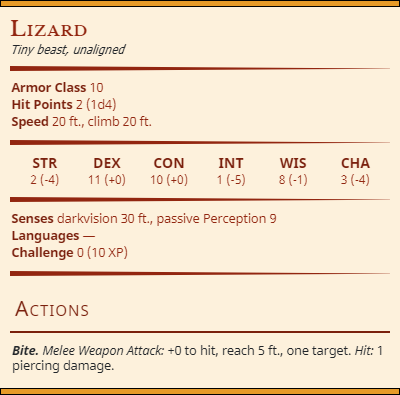 Lizard
Tiny beast, unaligned
Armor Class 10
Hit Points 2 (1d4)
Speed 20 ft., climb 20 ft.
STR DEX CON INT WIS CHA
2 (-4) 11 (+0) 10 (+0) 1 (-5) 8 (-1) 3 (-4)
Senses darkvision 30 ft., passive Perception 9
Languages —
Challenge 0 (10 XP)
Actions
Bite. Melee Weapon Attack: +0 to hit, reach 5 ft., one target. Hit: 1
piercing damage.